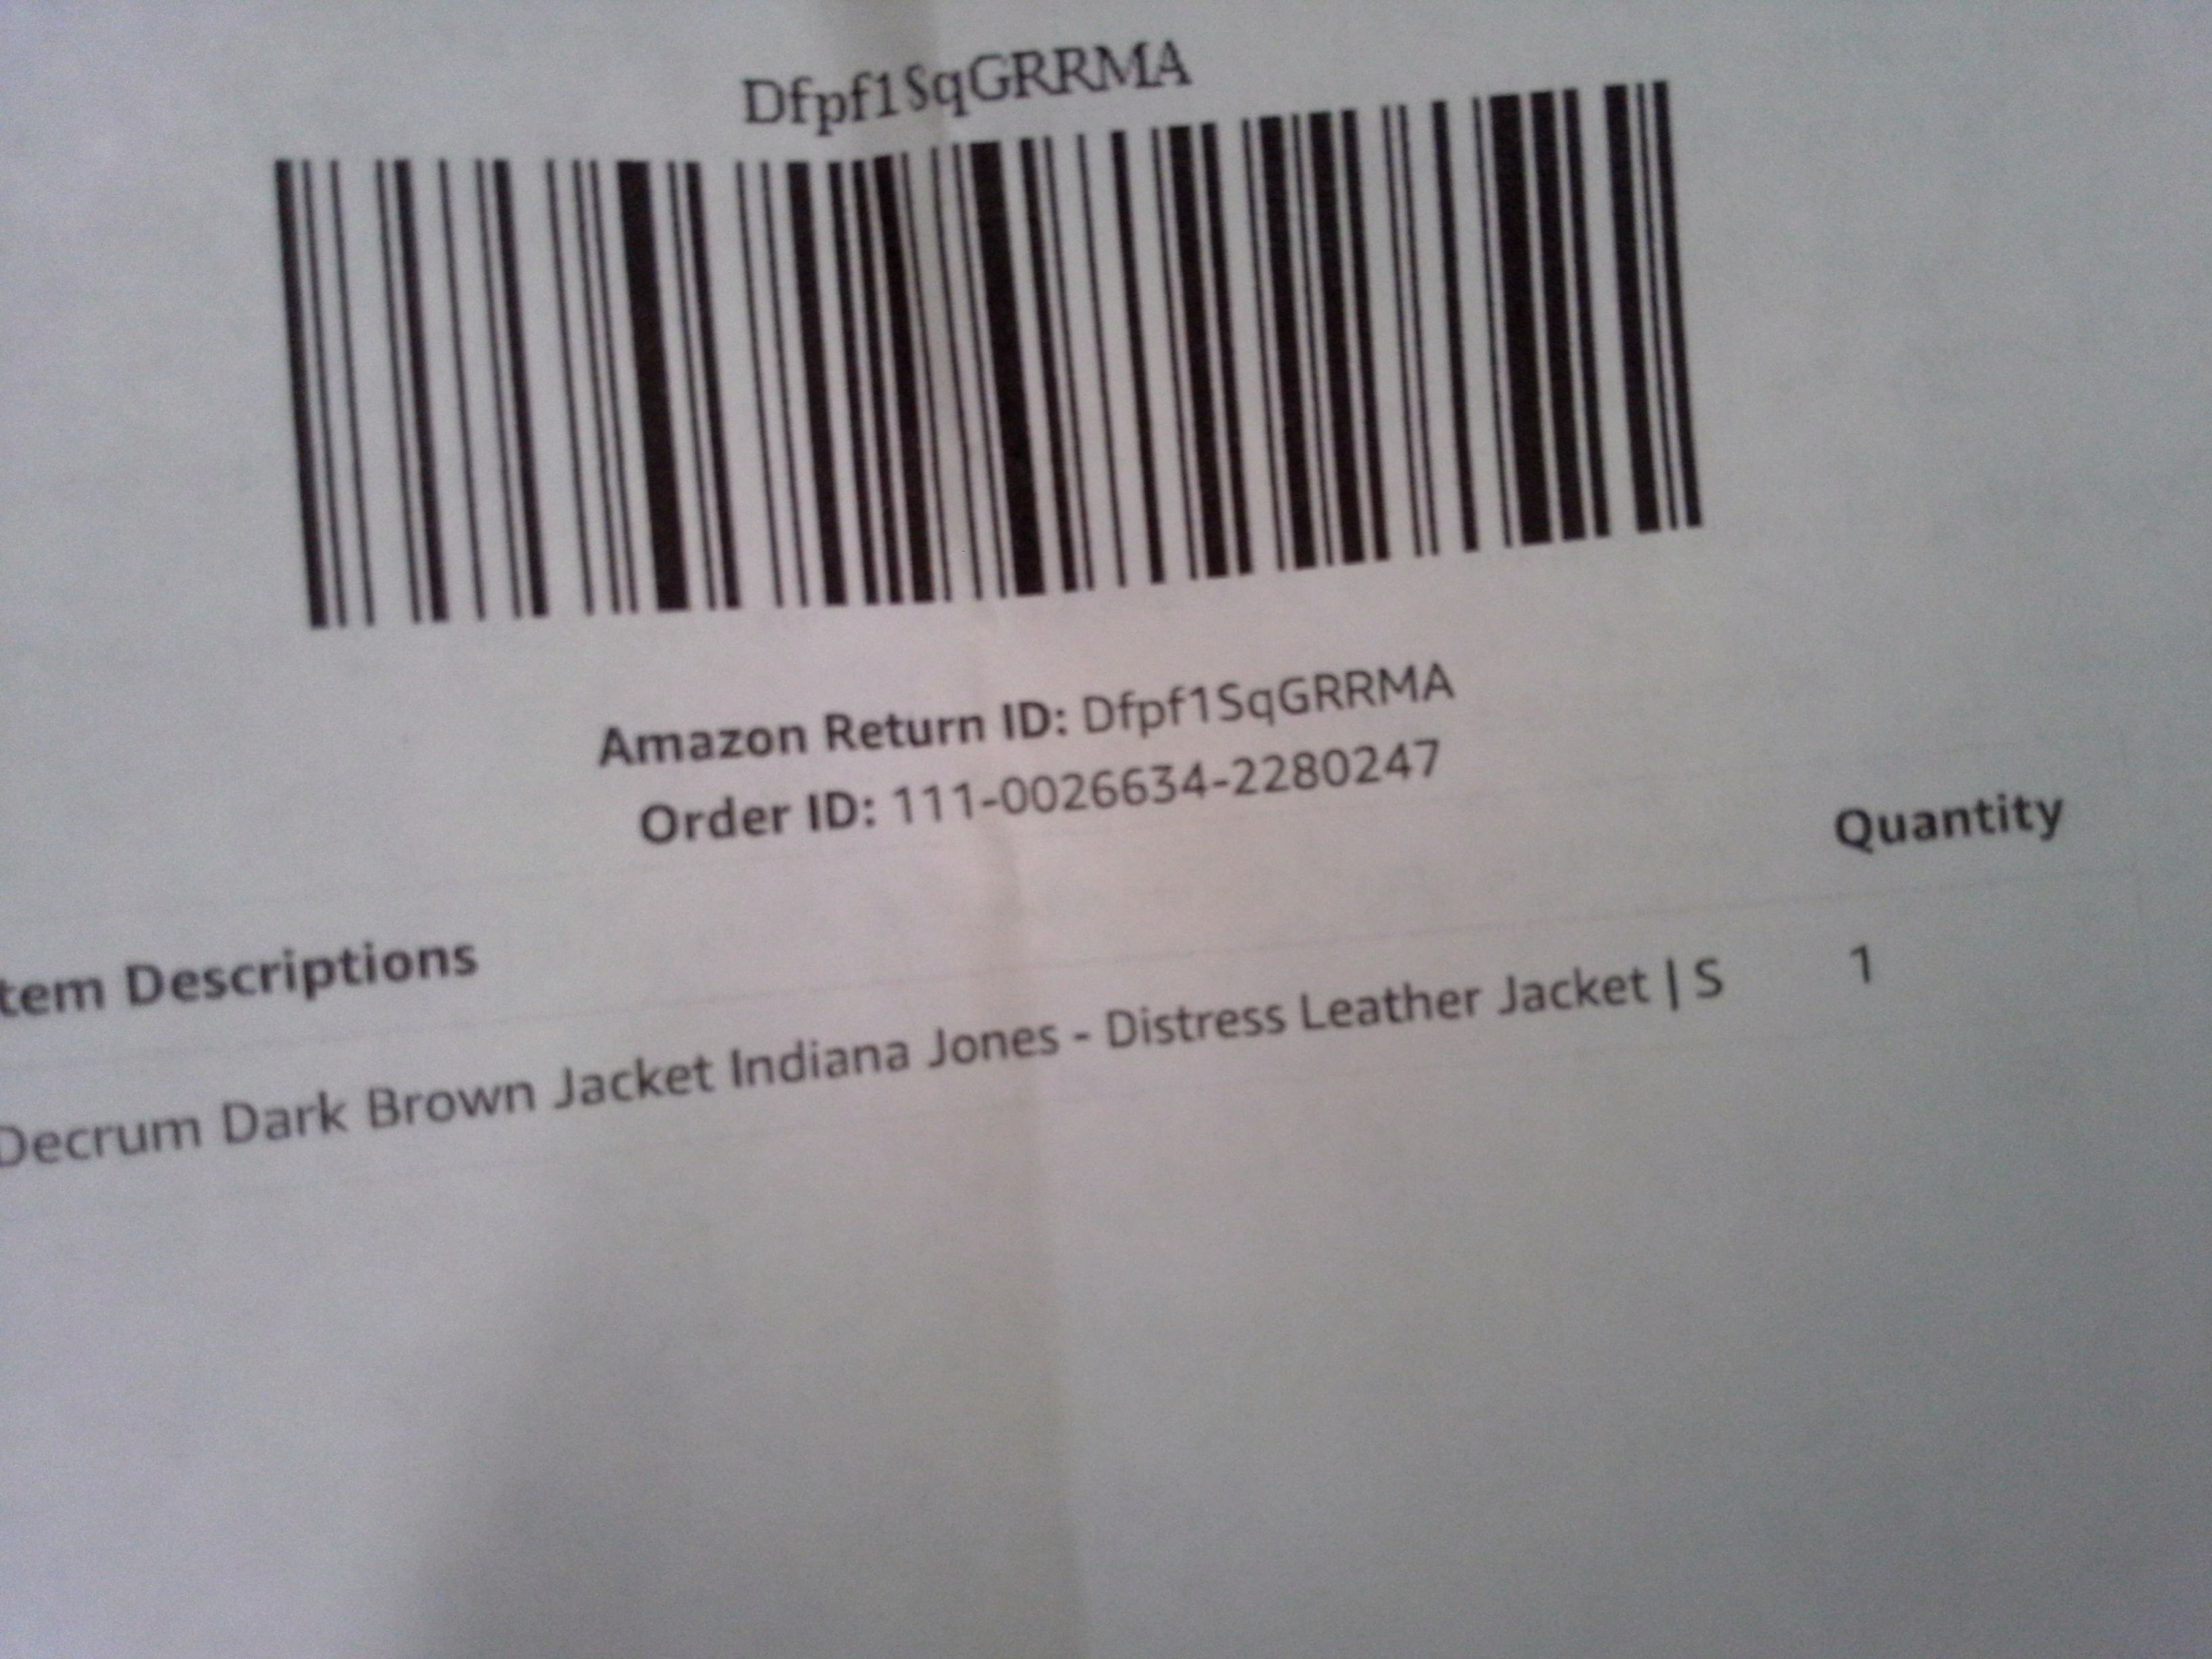 Dfpf1SqGRRMA
Amazon Return ID: Dfpf1SqGRRMA
Order ID: 111-0026634-2280247
tem Descriptions Quantity
Decrum Dark Brown Jacket Indiana Jones - Distress Leather Jacket | S 1